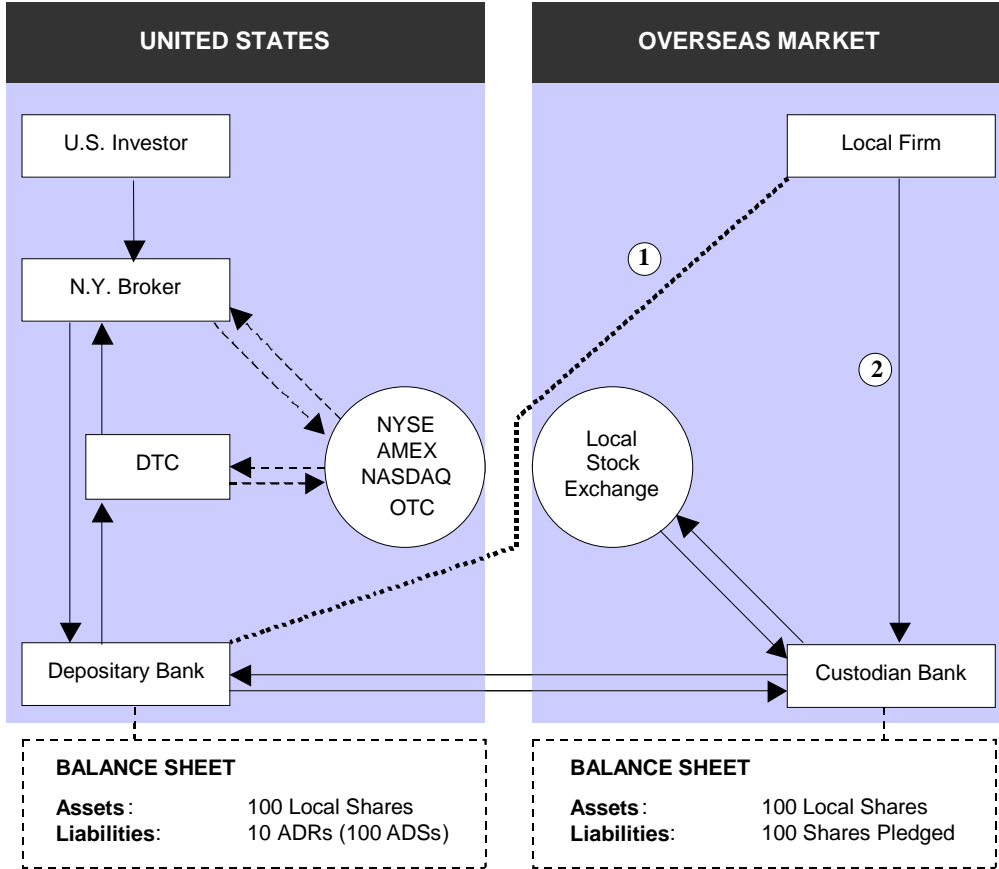 UNITED STATES
OVERSEAS MARKET
U.S. Investor
Local Firm
1
N.Y. Broker
2
NYSE
AMEX
NASDAQ
OTC
DTC
Local
Stock
Exchange
Depositary Bank
Custodian Bank
BALANCE SHEET
Assets: 100 Local Shares
Liabilities: 10 ADRs (100 ADSs)
BALANCE SHEET
Assets: 100 Local Shares
Liabilities: 100 Shares Pledged